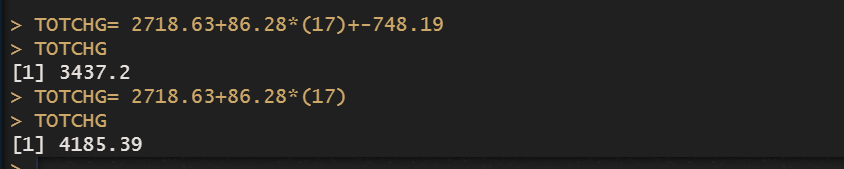 > TOTCHG= 2718.63+86.28*(17)+-748.19
> TOTCHG
[1] 3437.2
> TOTCHG= 2718.63+86.28*(17)
> TOTCHG
[1] 4185.39
>